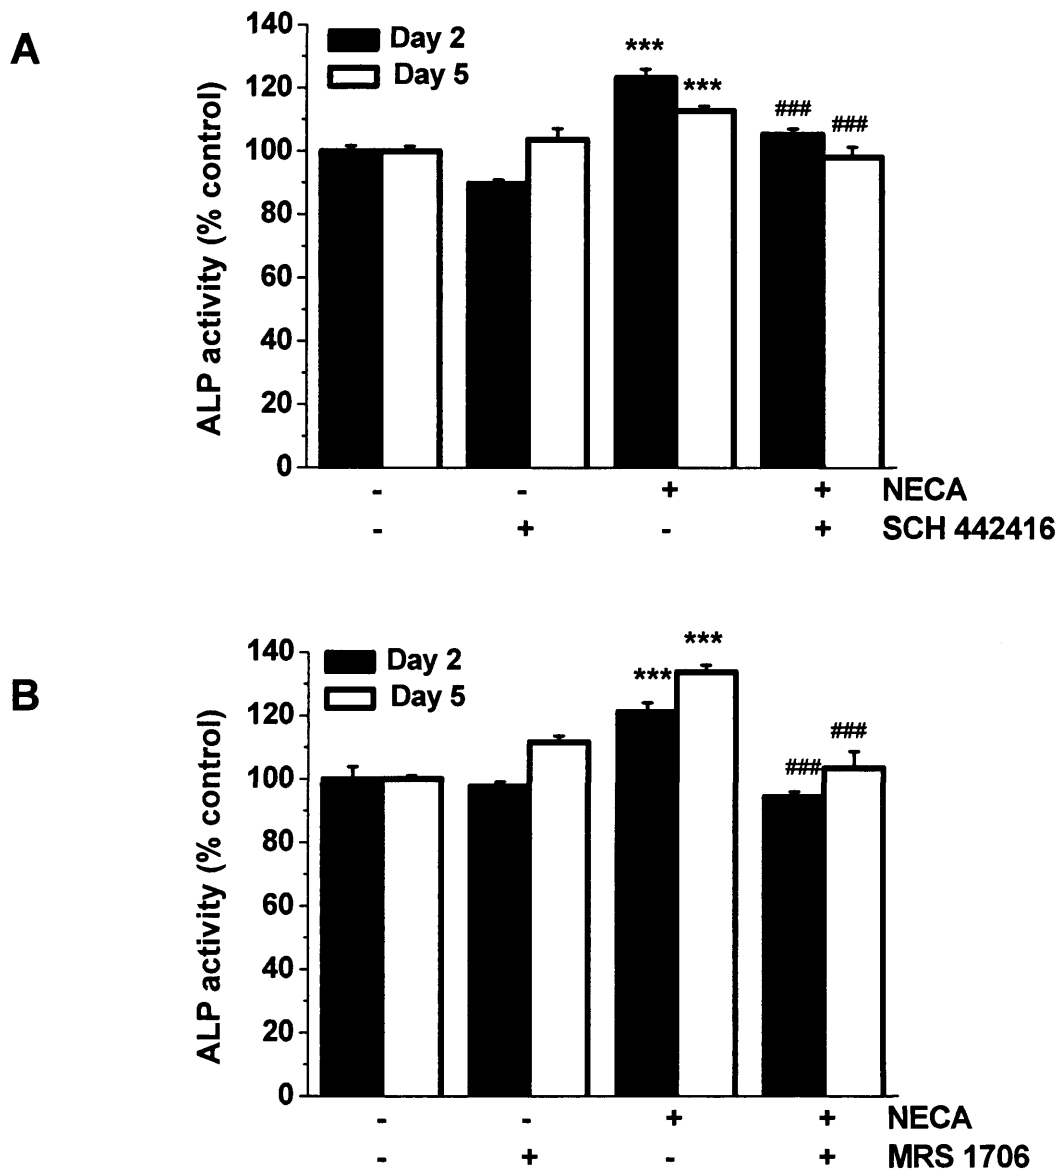 A
ALP activity (% control)
140
120
100
80
60
40
20
0
Day 2
Day 5
***
***
###
###
- - + + NECA
- + - + SCH 442416
B
ALP activity (% control)
140
120
100
80
60
40
20
0
Day 2
Day 5
***
***
###
###
- - + + NECA
- + - + MRS 1706